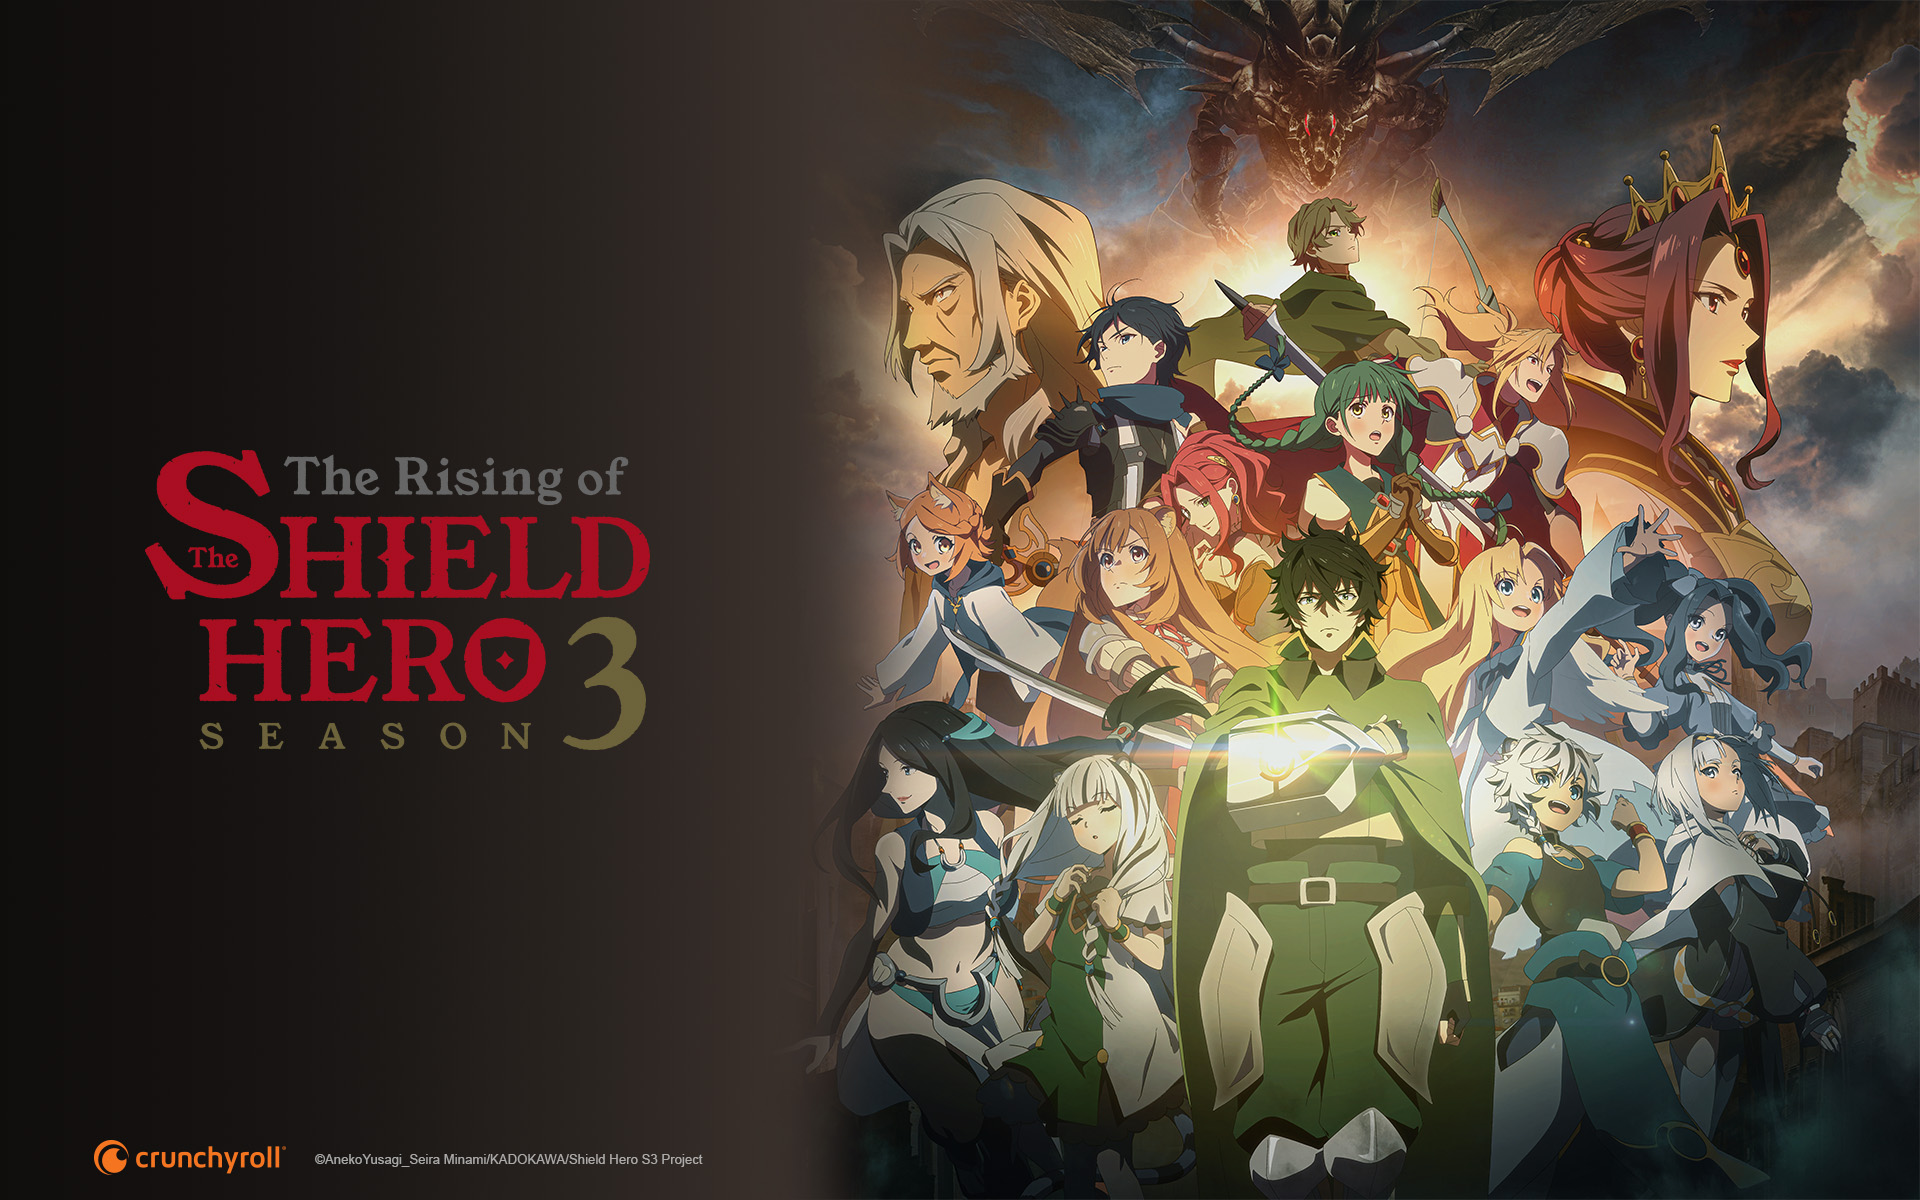 The Rising of
The SHIELD
HERO 3
SEASON
crunchyroll®
©AnekoYusagi_Seira Minami/KADOKAWA/Shield Hero S3 Project